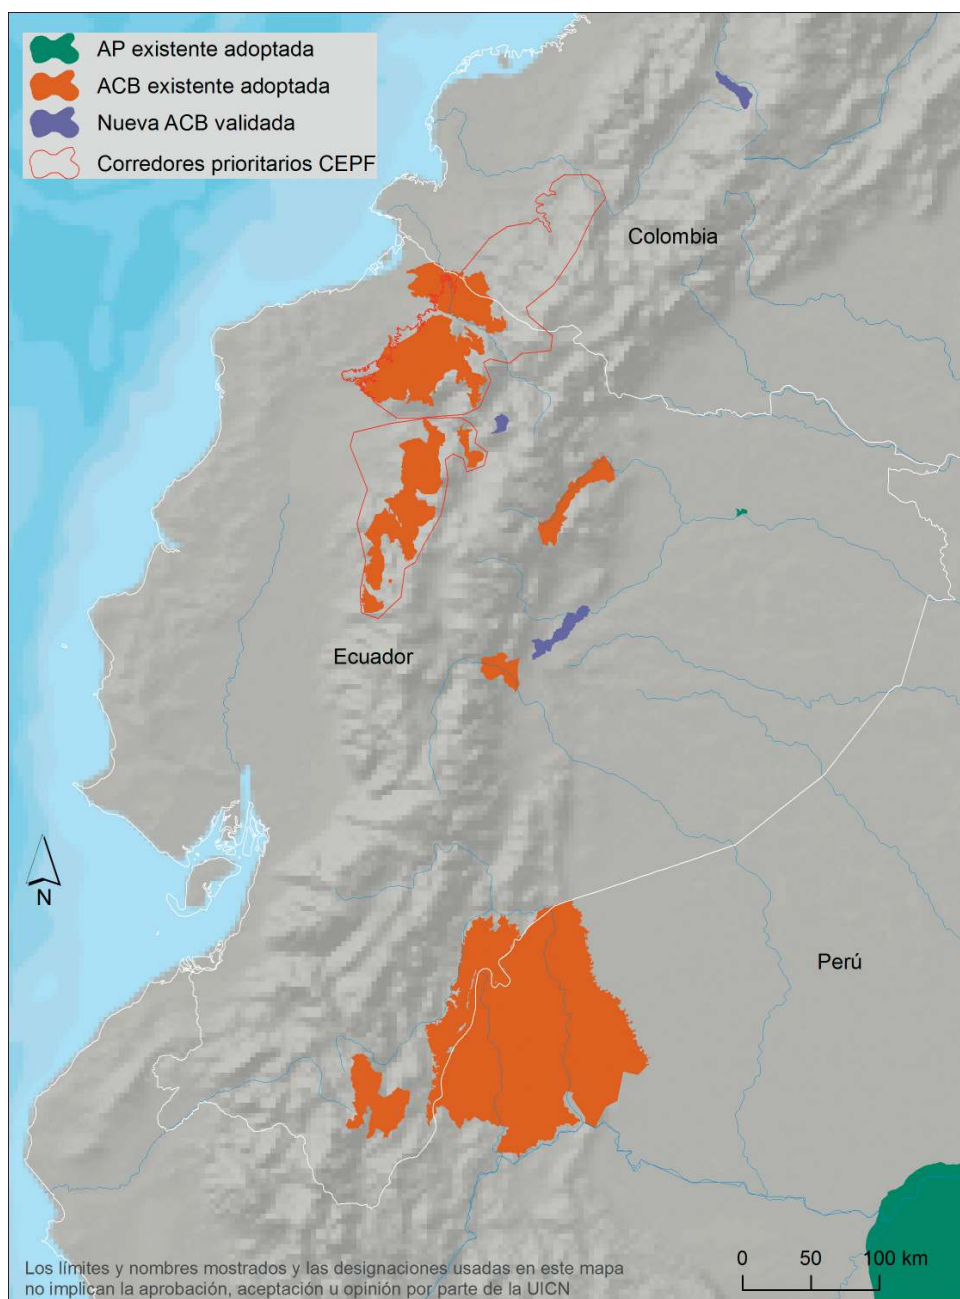 AP existente adoptada
ACB existente adoptada
Nueva ACB validada
Corredores prioritarios CEPF
Colombia
Ecuador
N
Perú
0 50 100 km
Los límites y nombres mostrados y las designaciones usadas en este mapa
no implican la aprobación, aceptación u opinión por parte de la UICN